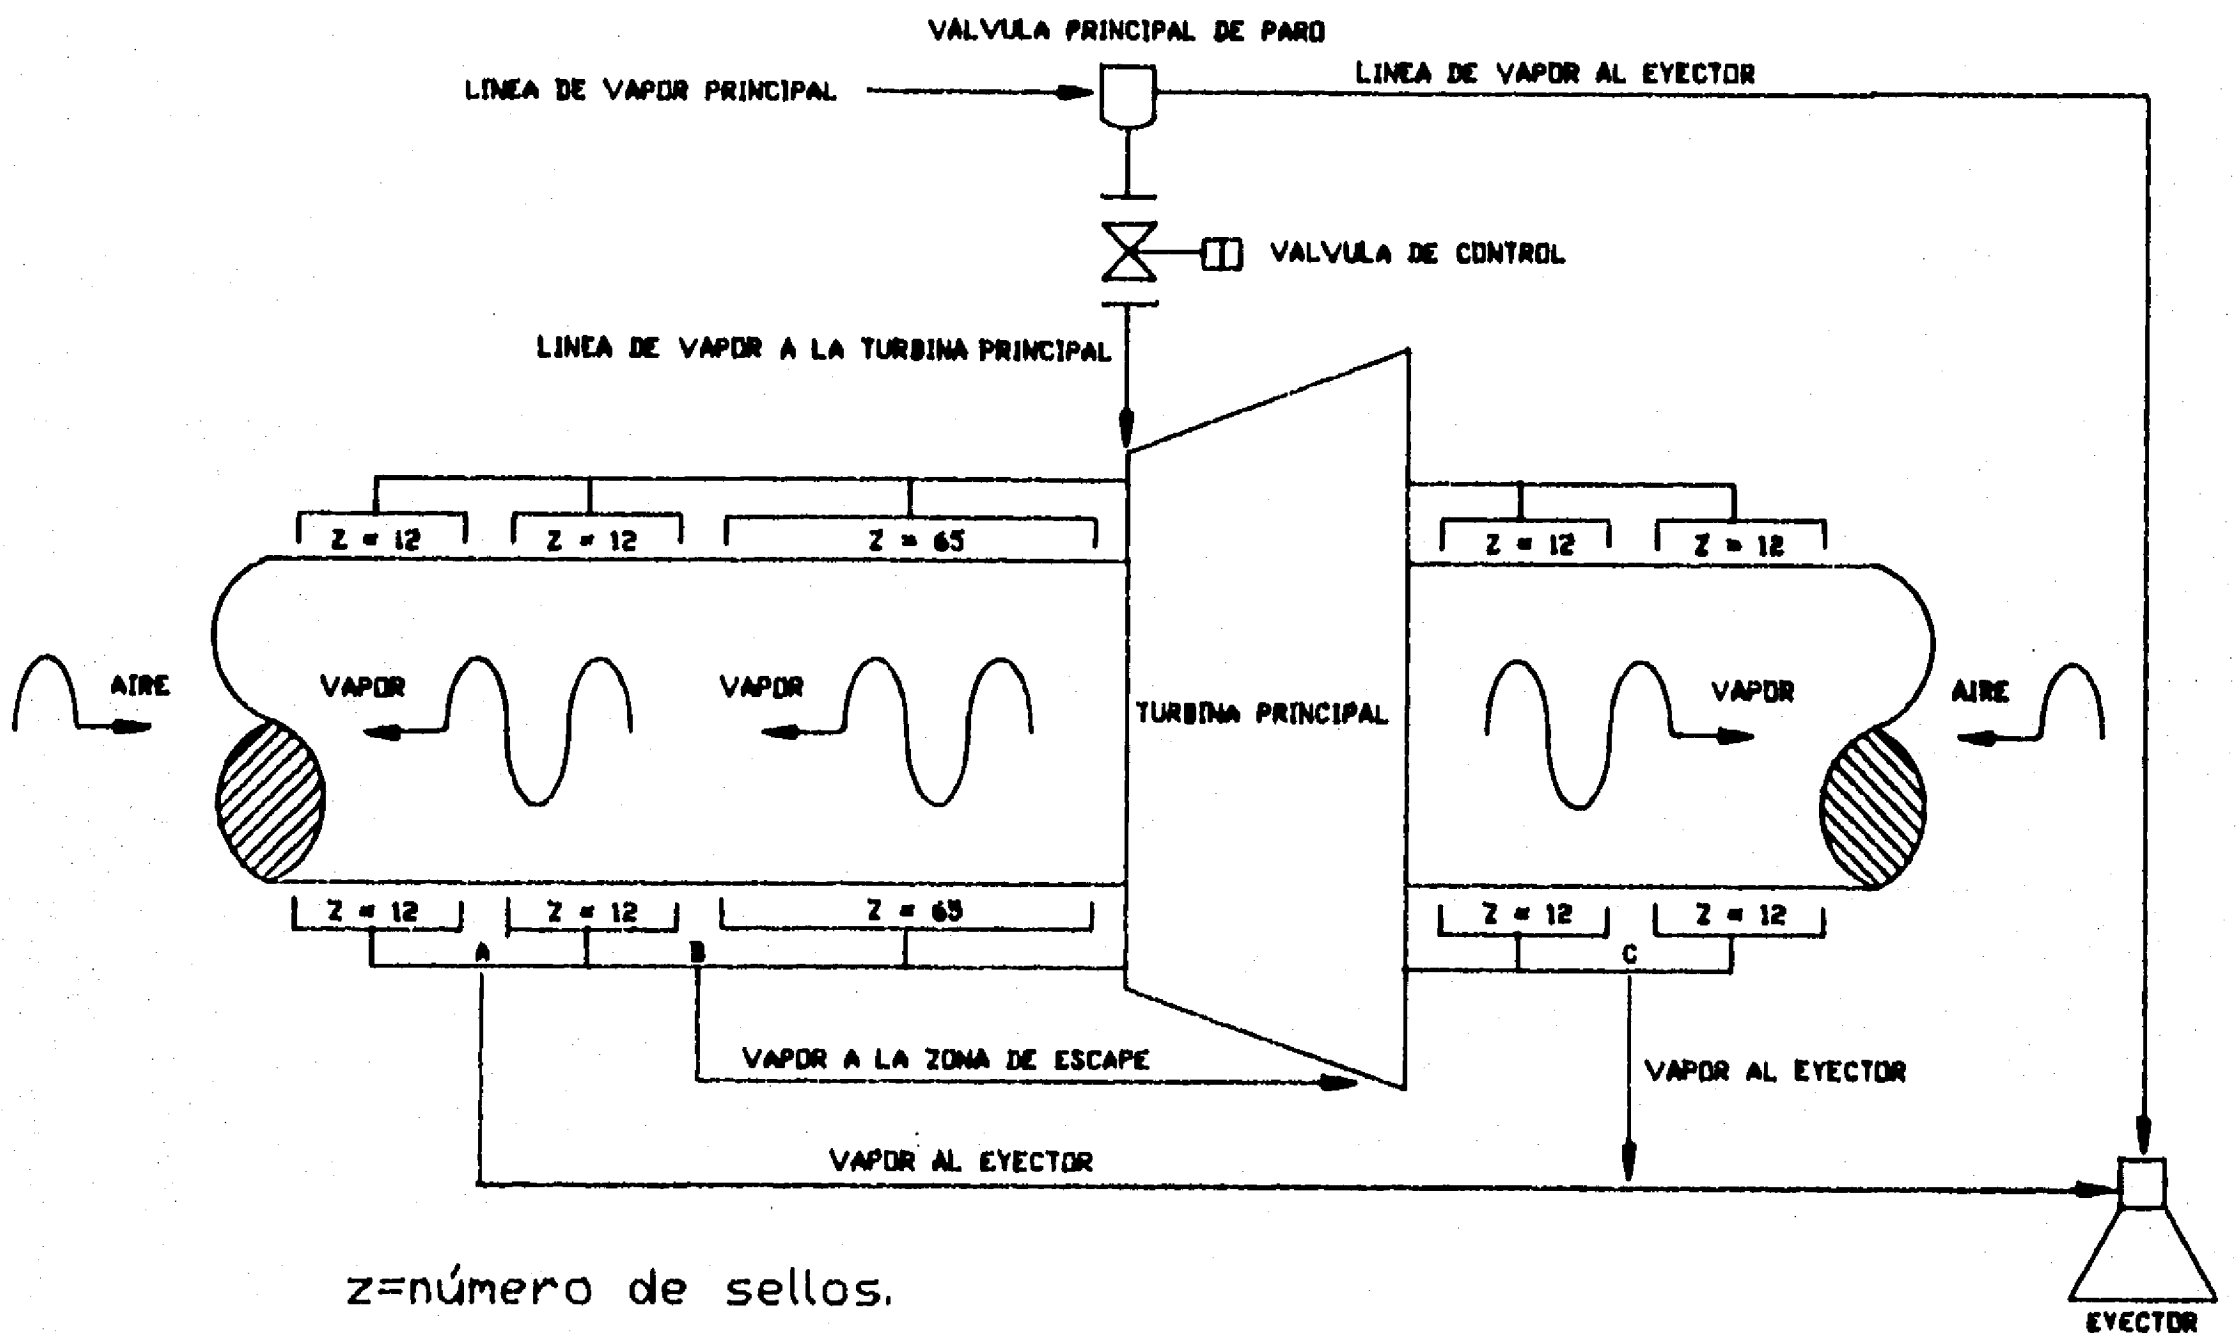 VALVULA PRINCIPAL DE PARO
LINEA DE VAPOR PRINCIPAL
LINEA DE VAPOR AL EYECTOR
VALVULA DE CONTROL
LINEA DE VAPOR A LA TURBINA PRINCIPAL
Z = 12
Z = 12
Z = 65
Z = 12
Z = 12
AIRE
VAPOR
VAPOR
TURBINA PRINCIPAL
VAPOR
AIRE
Z = 12
Z = 12
Z = 65
Z = 12
Z = 12
A
B
C
VAPOR A LA ZONA DE ESCAPE
VAPOR AL EYECTOR
VAPOR AL EYECTOR
z=número de sellos.
EYECTOR